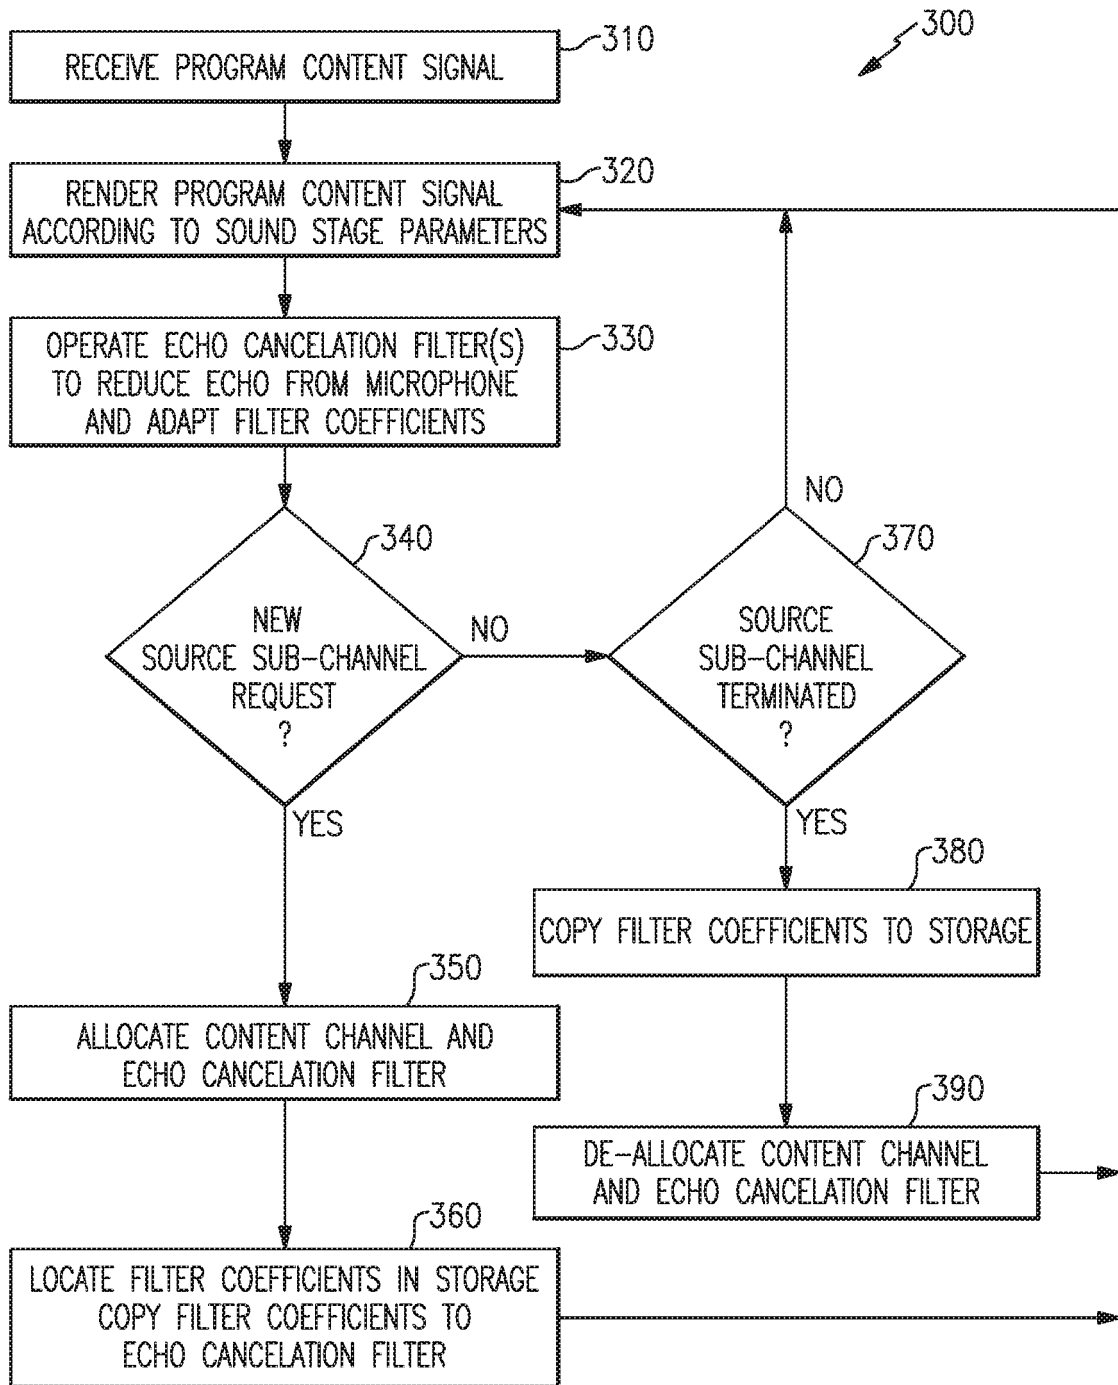 300
310
RECEIVE PROGRAM CONTENT SIGNAL
320
RENDER PROGRAM CONTENT SIGNAL
ACCORDING TO SOUND STAGE PARAMETERS
330
OPERATE ECHO CANCELATION FILTER(S)
TO REDUCE ECHO FROM MICROPHONE
AND ADAPT FILTER COEFFICIENTS
340
NEW
SOURCE SUB-CHANNEL
REQUEST
?
NO
YES
370
SOURCE
SUB-CHANNEL
TERMINATED
?
NO
YES
350
ALLOCATE CONTENT CHANNEL AND
ECHO CANCELATION FILTER
360
LOCATE FILTER COEFFICIENTS IN STORAGE
COPY FILTER COEFFICIENTS TO
ECHO CANCELATION FILTER
380
COPY FILTER COEFFICIENTS TO STORAGE
390
DE-ALLOCATE CONTENT CHANNEL
AND ECHO CANCELATION FILTER